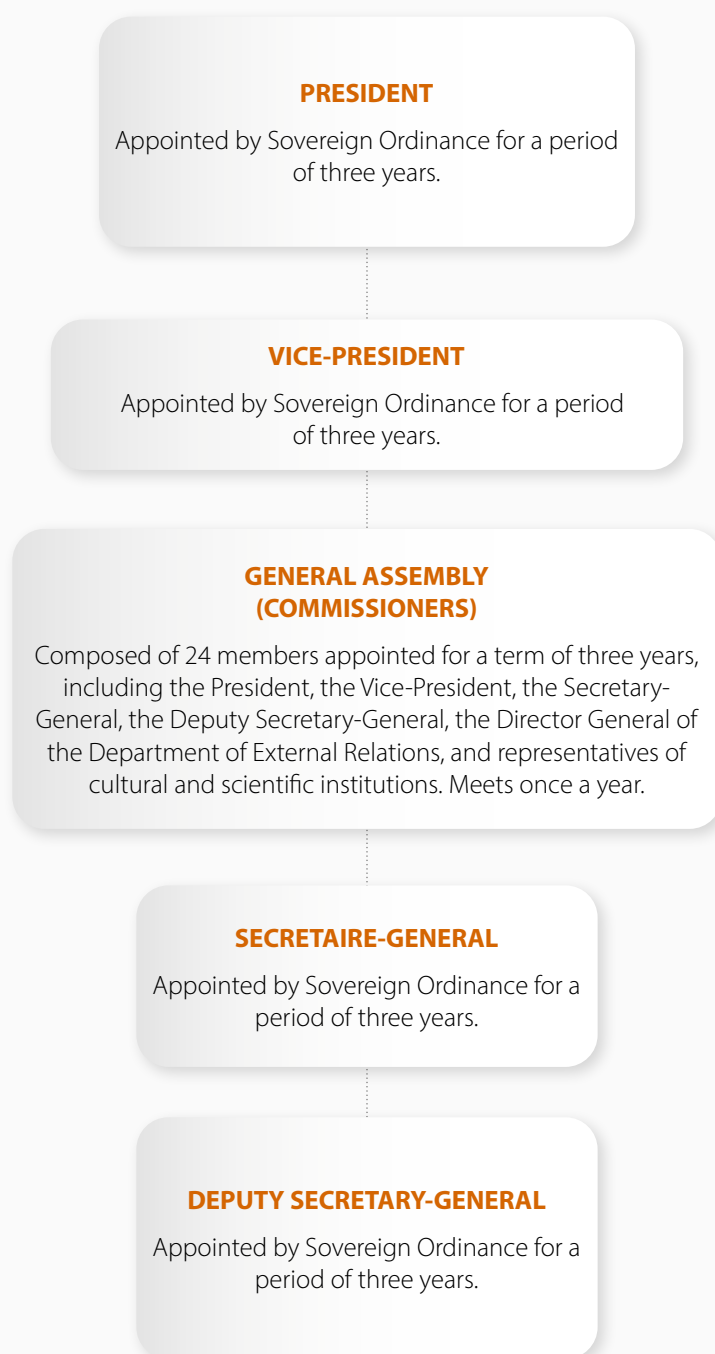 PRESIDENT
Appointed by Sovereign Ordinance for a period
of three years.
VICE-PRESIDENT
Appointed by Sovereign Ordinance for a period
of three years.
GENERAL ASSEMBLY
(COMMISSIONERS)
Composed of 24 members appointed for a term of three years,
including the President, the Vice-President, the Secretary-
General, the Deputy Secretary-General, the Director General of
the Department of External Relations, and representatives of
cultural and scientific institutions. Meets once a year.
SECRETAIRE-GENERAL
Appointed by Sovereign Ordinance for a
period of three years.
DEPUTY SECRETARY-GENERAL
Appointed by Sovereign Ordinance for a
period of three years.